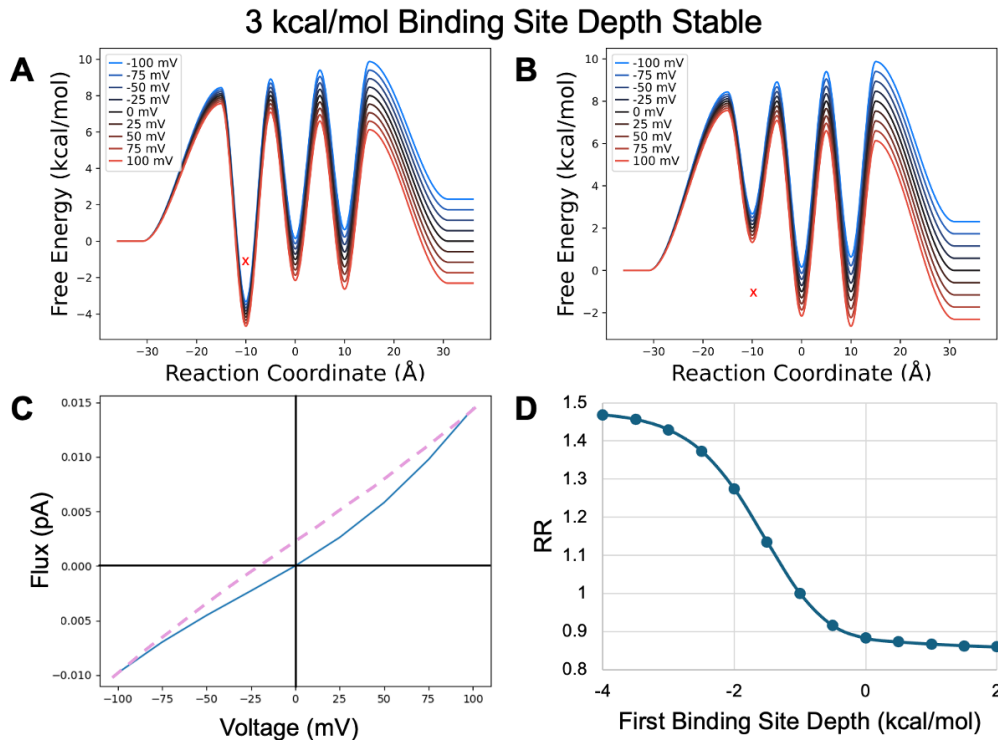 3 kcal/mol Binding Site Depth Stable
A
-100 mV
-75 mV
-50 mV
-25 mV
0 mV
25 mV
50 mV
75 mV
100 mV
10
8
6
4
2
0
−2
−4
Free Energy (kcal/mol)
x
−30
−20
−10
0
10
20
30
Reaction Coordinate (Å)
B
-100 mV
-75 mV
-50 mV
-25 mV
0 mV
25 mV
50 mV
75 mV
100 mV
10
8
6
4
2
0
−2
Free Energy (kcal/mol)
x
−30
−20
−10
0
10
20
30
Reaction Coordinate (Å)
C
0.015
0.010
0.005
0.000
0.005
−0.010
Flux (pA)
−100
−75
−50
−25
0
25
50
75
100
Voltage (mV)
D
1.5
1.4
1.3
1.2
1.1
1
0.9
0.8
RR
-4
-2
0
2
First Binding Site Depth (kcal/mol)